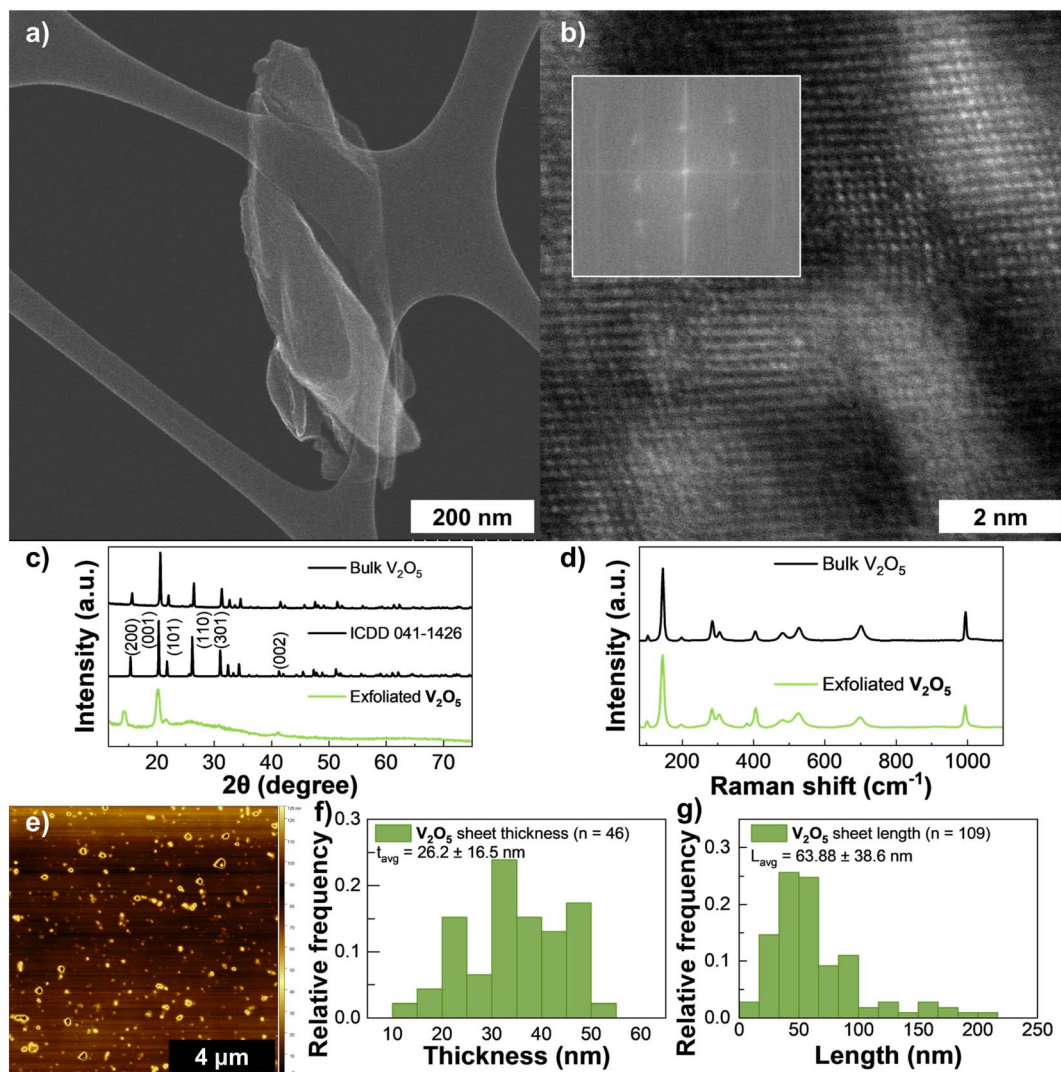 a)
200 nm
b)
2 nm
c)
Intensity (a.u.)
Bulk V₂O₅
ICDD 041-1426
(200)
(001)
(101)
(110)
(301)
(002)
Exfoliated V₂O₅
20 30 40 50 60 70
2θ (degree)
d)
Intensity (a.u.)
Bulk V₂O₅
Exfoliated V₂O₅
200 400 600 800 1000
Raman shift (cm⁻¹)
e)
4 μm
f)
Relative frequency
0.3
0.2
0.1
0.0
V₂O₅ sheet thickness (n = 46)
tavg = 26.2 ± 16.5 nm
10 20 30 40 50 60
Thickness (nm)
g)
Relative frequency
0.3
0.2
0.1
0.0
V₂O₅ sheet length (n = 109)
Lavg = 63.88 ± 38.6 nm
0 50 100 150 200 250
Length (nm)